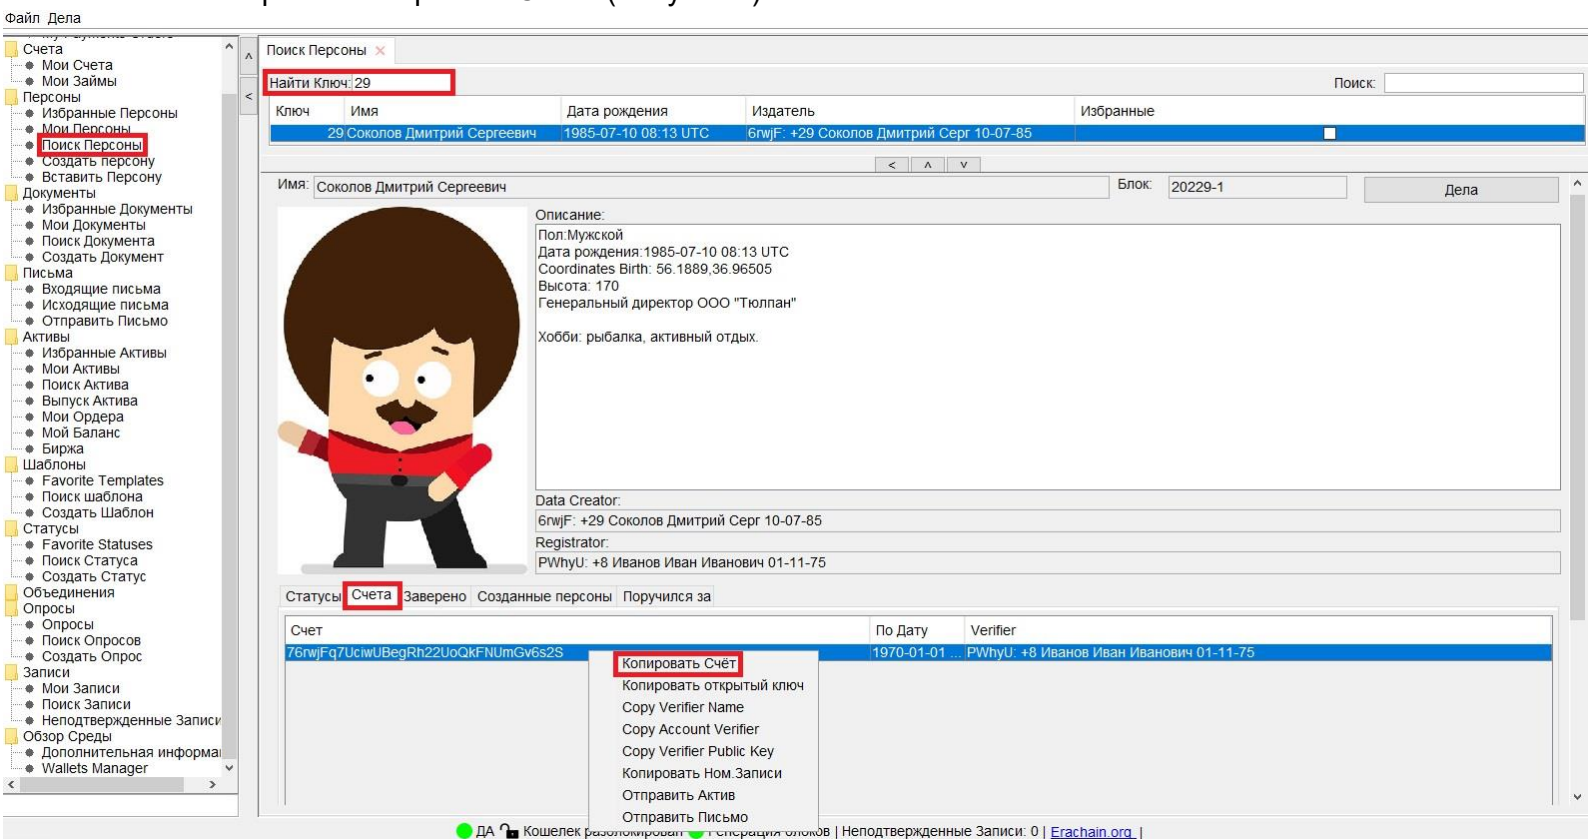 Файл Дела
Счета
Мои Счета
Мои Займы
Персоны
Избранные Персоны
Мои Персоны
Поиск Персоны
Создать персону
Вставить Персону
Документы
Избранные Документы
Мои Документы
Поиск Документа
Создать Документ
Письма
Входящие письма
Исходящие письма
Отправить Письмо
Активы
Избранные Активы
Мои Активы
Поиск Актива
Выпуск Актива
Мои Ордера
Мой Баланс
Биржа
Шаблоны
Favorite Templates
Поиск шаблона
Создать Шаблон
Статусы
Favorite Statuses
Поиск Статуса
Создать Статус
Объединения
Опросы
Опросы
Поиск Опросов
Создать Опрос
Записи
Мои Записи
Поиск Записи
Неподтвержденные Записи
Обзор Среды
Дополнительная информа
Wallets Manager
Поиск Персоны ×
Найти Ключ: 29 Поиск:
Ключ Имя Дата рождения Издатель Избранные
29 Соколов Дмитрий Сергеевич 1985-07-10 08:13 UTC 6rwjF: +29 Соколов Дмитрий Серг 10-07-85
Имя: Соколов Дмитрий Сергеевич Блок: 20229-1 Дела
Описание:
Пол:Мужской
Дата рождения:1985-07-10 08:13 UTC
Coordinates Birth: 56.1889,36.96505
Высота: 170
Генеральный директор ООО "Тюлпан"
Хобби: рыбалка, активный отдых.
Data Creator:
6rwjF: +29 Соколов Дмитрий Серг 10-07-85
Registrator:
PWhyU: +8 Иванов Иван Иванович 01-11-75
Статусы Счета Заверено Созданные персоны Поручился за
Счет По Дату Verifier
76rwjFq7UciwUBegRh22UoQkFNUmGv6s2S 1970-01-01 ... PWhyU: +8 Иванов Иван Иванович 01-11-75
Копировать Счёт
Копировать открытый ключ
Copy Verifier Name
Copy Account Verifier
Copy Verifier Public Key
Копировать Ном.Записи
Отправить Актив
Отправить Письмо
ДА Кошелек разблокирован Генерация блоков | Неподтвержденные Записи: 0 | Erachain.org |